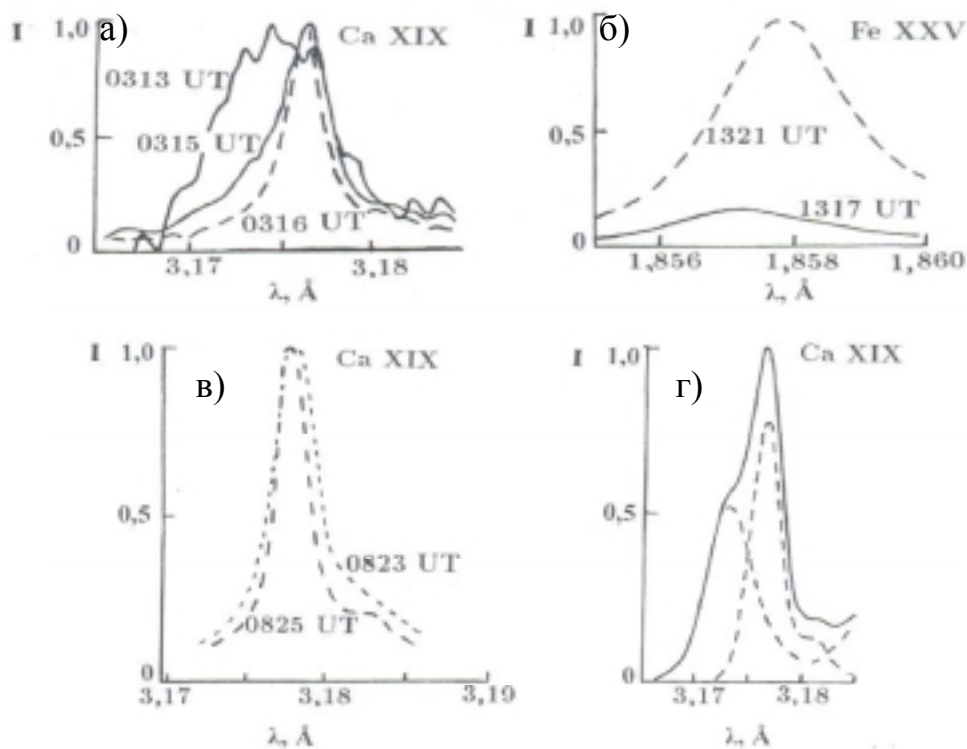 а)
I 1,0 Ca XIX
0313 UT
0,5
0315 UT
0316 UT
0
3,17 3,18
λ, Å
б)
I 1,0 Fe XXV
0,5
1321 UT
1317 UT
0
1,856 1,858 1,860
λ, Å
в)
I 1,0 Ca XIX
0,5
0823 UT
0825 UT
0
3,17 3,18 3,19
λ, Å
г)
I 1,0 Ca XIX
0,5
0
3,17 3,18
λ, Å